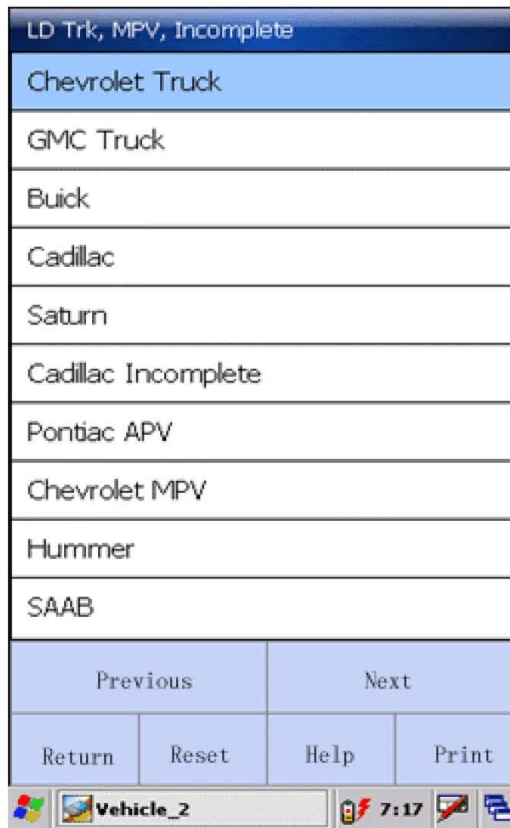 LD Trk, MPV, Incomplete
Chevrolet Truck
GMC Truck
Buick
Cadillac
Saturn
Cadillac Incomplete
Pontiac APV
Chevrolet MPV
Hummer
SAAB
Previous Next
Return Reset Help Print
Vehicle_2 7:17